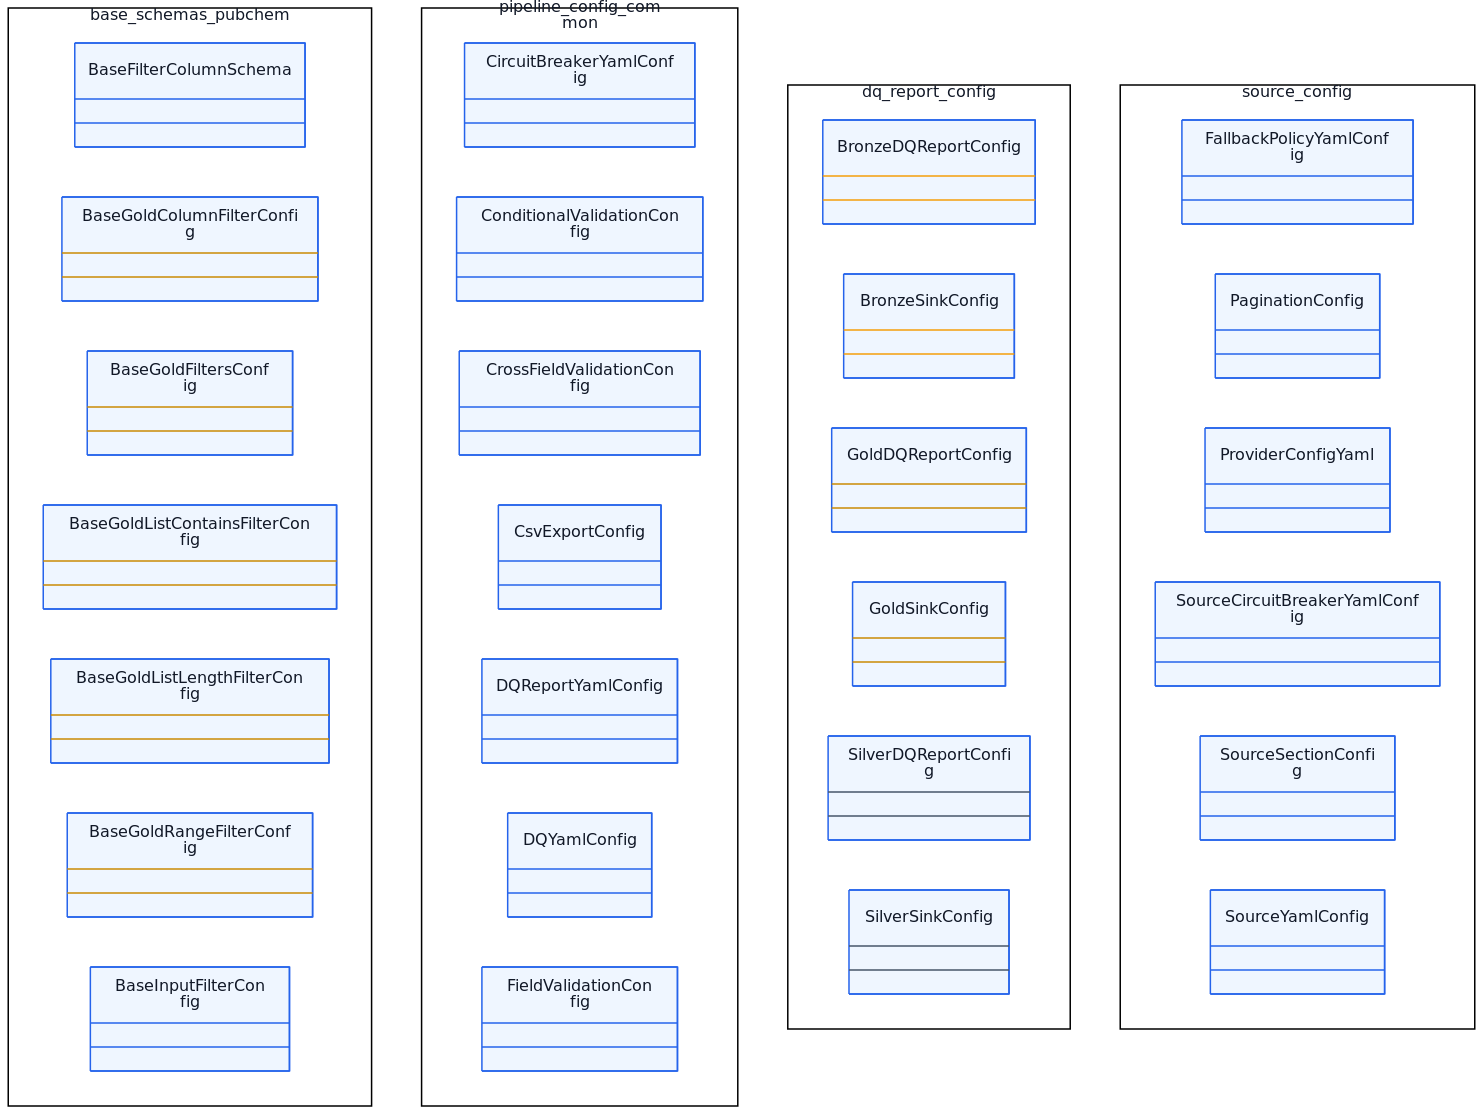 base_schemas_pubchem
BaseFilterColumnSchema
BaseGoldColumnFilterConfi
g
BaseGoldFiltersConf
ig
BaseGoldListContainsFilterCon
fig
BaseGoldListLengthFilterCon
fig
BaseGoldRangeFilterConf
ig
BaseInputFilterCon
fig
pipeline_config_com
mon
CircuitBreakerYamlConf
ig
ConditionalValidationCon
fig
CrossFieldValidationCon
fig
CsvExportConfig
DQReportYamlConfig
DQYamlConfig
FieldValidationCon
fig
dq_report_config
BronzeDQReportConfig
BronzeSinkConfig
GoldDQReportConfig
GoldSinkConfig
SilverDQReportConfi
g
SilverSinkConfig
source_config
FallbackPolicyYamlConf
ig
PaginationConfig
ProviderConfigYaml
SourceCircuitBreakerYamlConf
ig
SourceSectionConfi
g
SourceYamlConfig